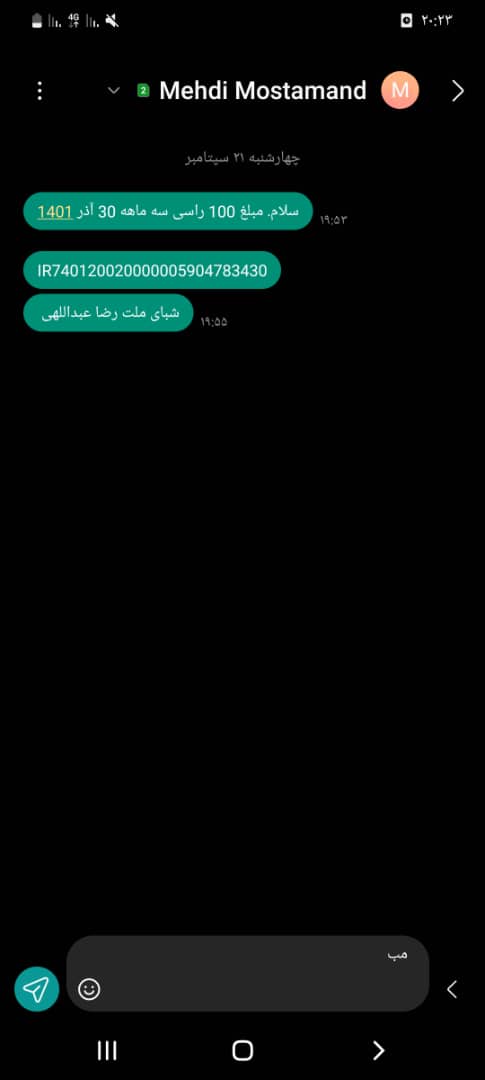 4G
۲۰:۲۳
2 Mehdi Mostamand
M
چهارشنبه ۲۱ سپتامبر
سلام. مبلغ 100 راسی سه ماهه 30 آذر 1401
۱۹:۵۳
IR740120020000005904783430
شبای ملت رضا عبداللهی
۱۹:۵۵
مب